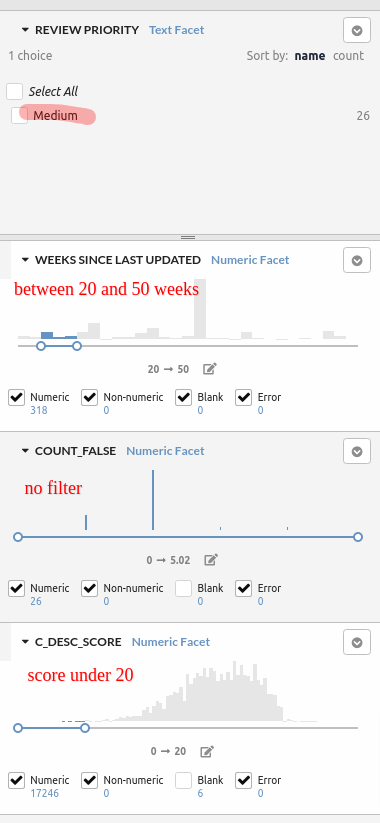 REVIEW PRIORITY Text Facet
1 choice Sort by: name count
Select All
Medium 26
WEEKS SINCE LAST UPDATED Numeric Facet
between 20 and 50 weeks
20 → 50
Numeric Non-numeric Blank Error
318 0 0 0
COUNT_FALSE Numeric Facet
no filter
0 → 5.02
Numeric Non-numeric Blank Error
26 0 0 0
C_DESC_SCORE Numeric Facet
score under 20
0 → 20
Numeric Non-numeric Blank Error
17246 0 6 0